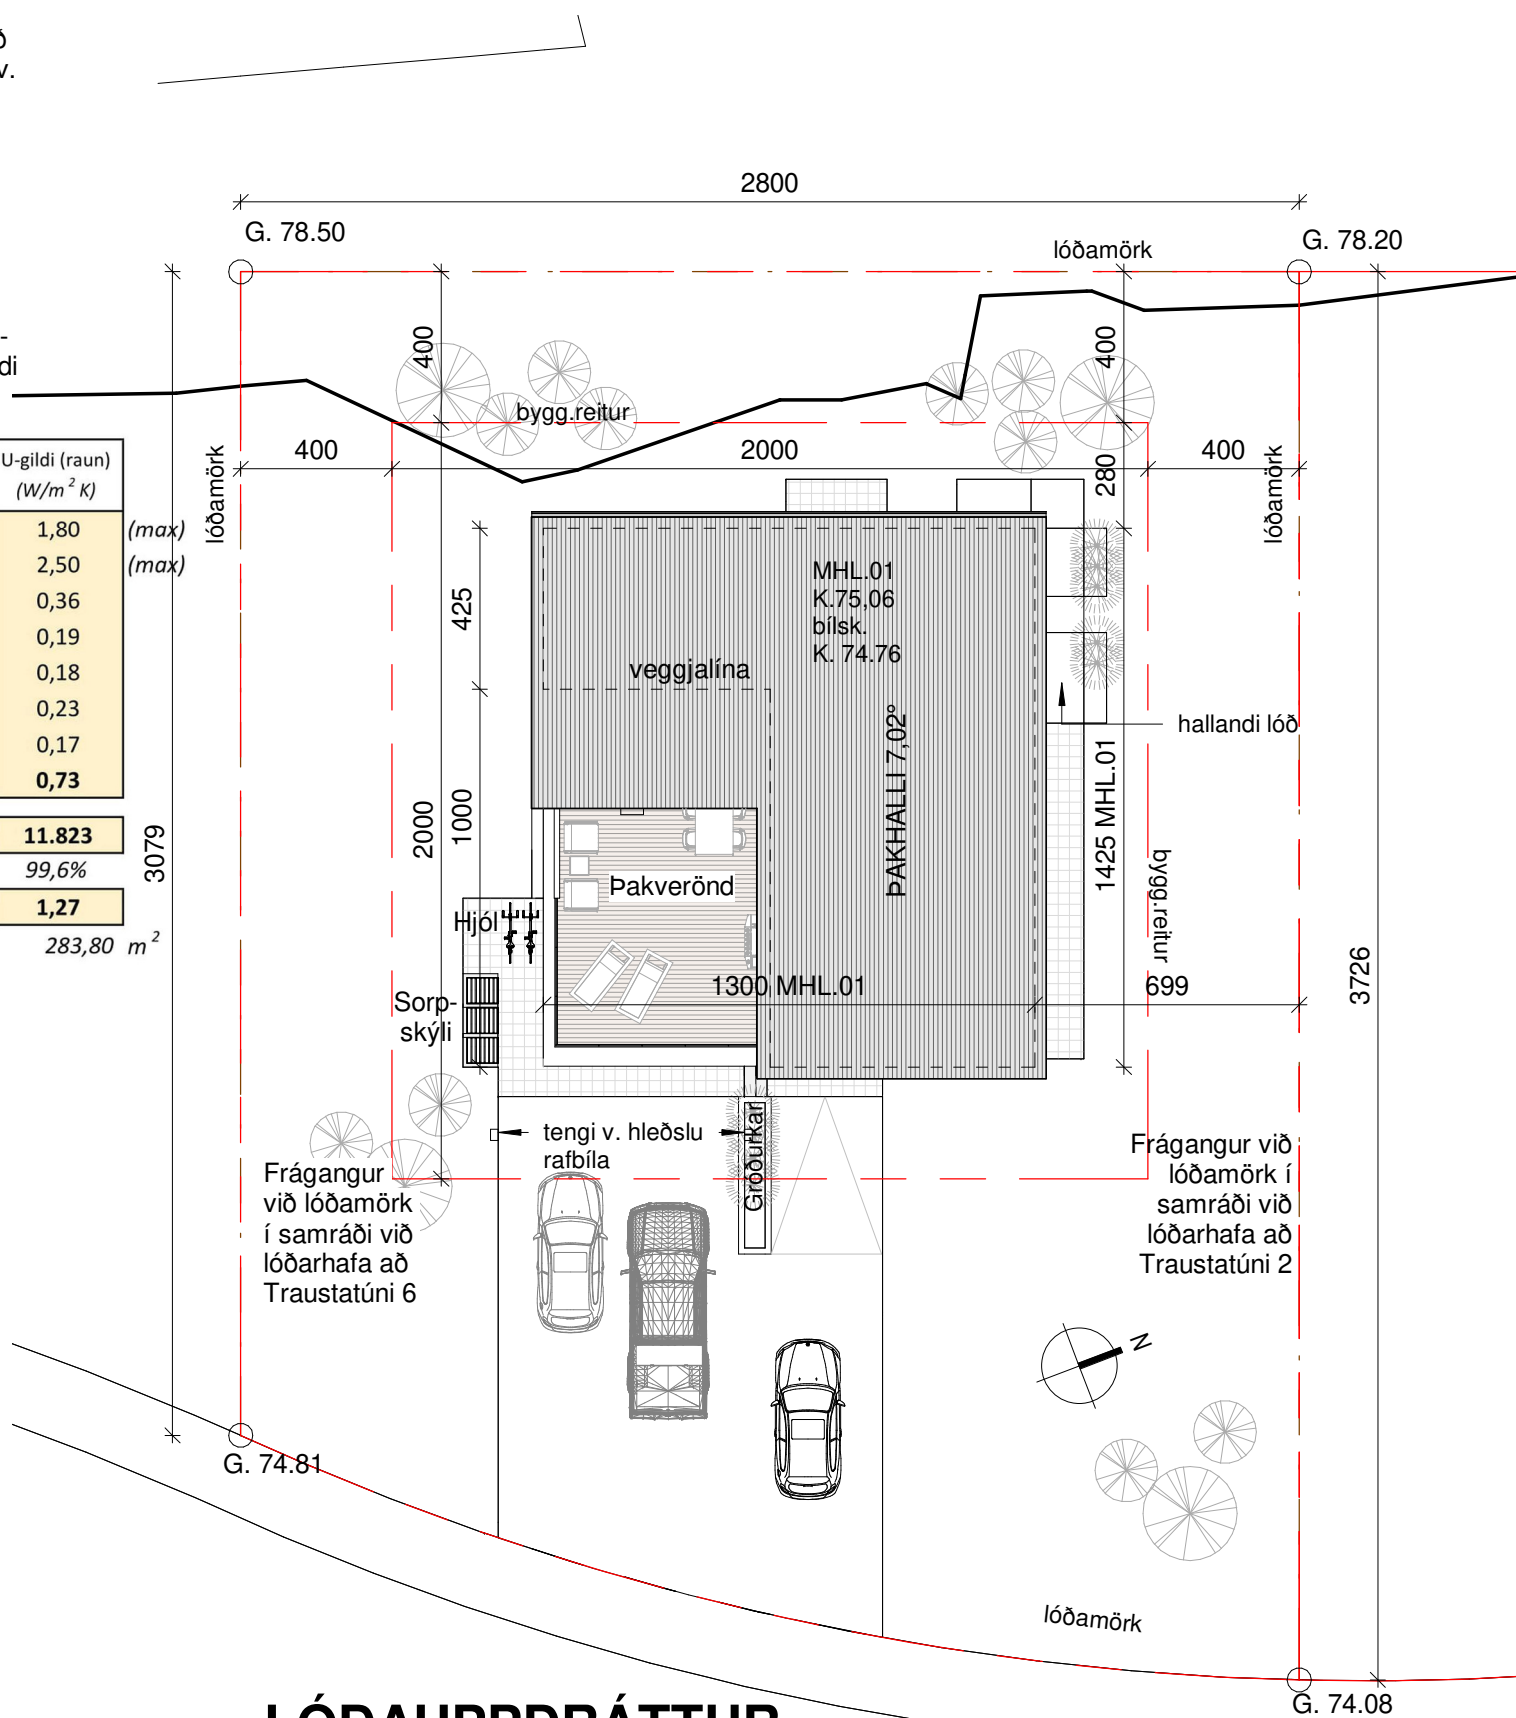 ð
v.
2800
G. 78.50
G. 78.20
lóðamörk
-
di
400
400
bygg.reitur
400
2000
400
280
lóðamörk
lóðamörk
U-gildi (raun)
(W/m² K)
1,80 (max)
2,50 (max)
0,36
0,19
0,18
0,23
0,17
0,73
11.823
99,6%
1,27
283,80 m²
3079
425
MHL.01
K.75,06
bílsk.
K. 74.76
veggjalína
ÞAKHALLI 7,02°
hallandi lóð
1425 MHL.01
2000
1000
Þakverönd
bygg.reitur
Hjól
1300 MHL.01
699
3726
Sorp-
skýli
tengi v. hleðslu
rafbíla
Gróðurkar
Frágangur
við lóðamörk
í samráði við
lóðarhafa að
Traustatúni 6
Frágangur við
lóðamörk í
samráði við
lóðarhafa að
Traustatúni 2
N
G. 74.81
lóðamörk
G. 74.08
LÓÐAUPPDRÁTTUR